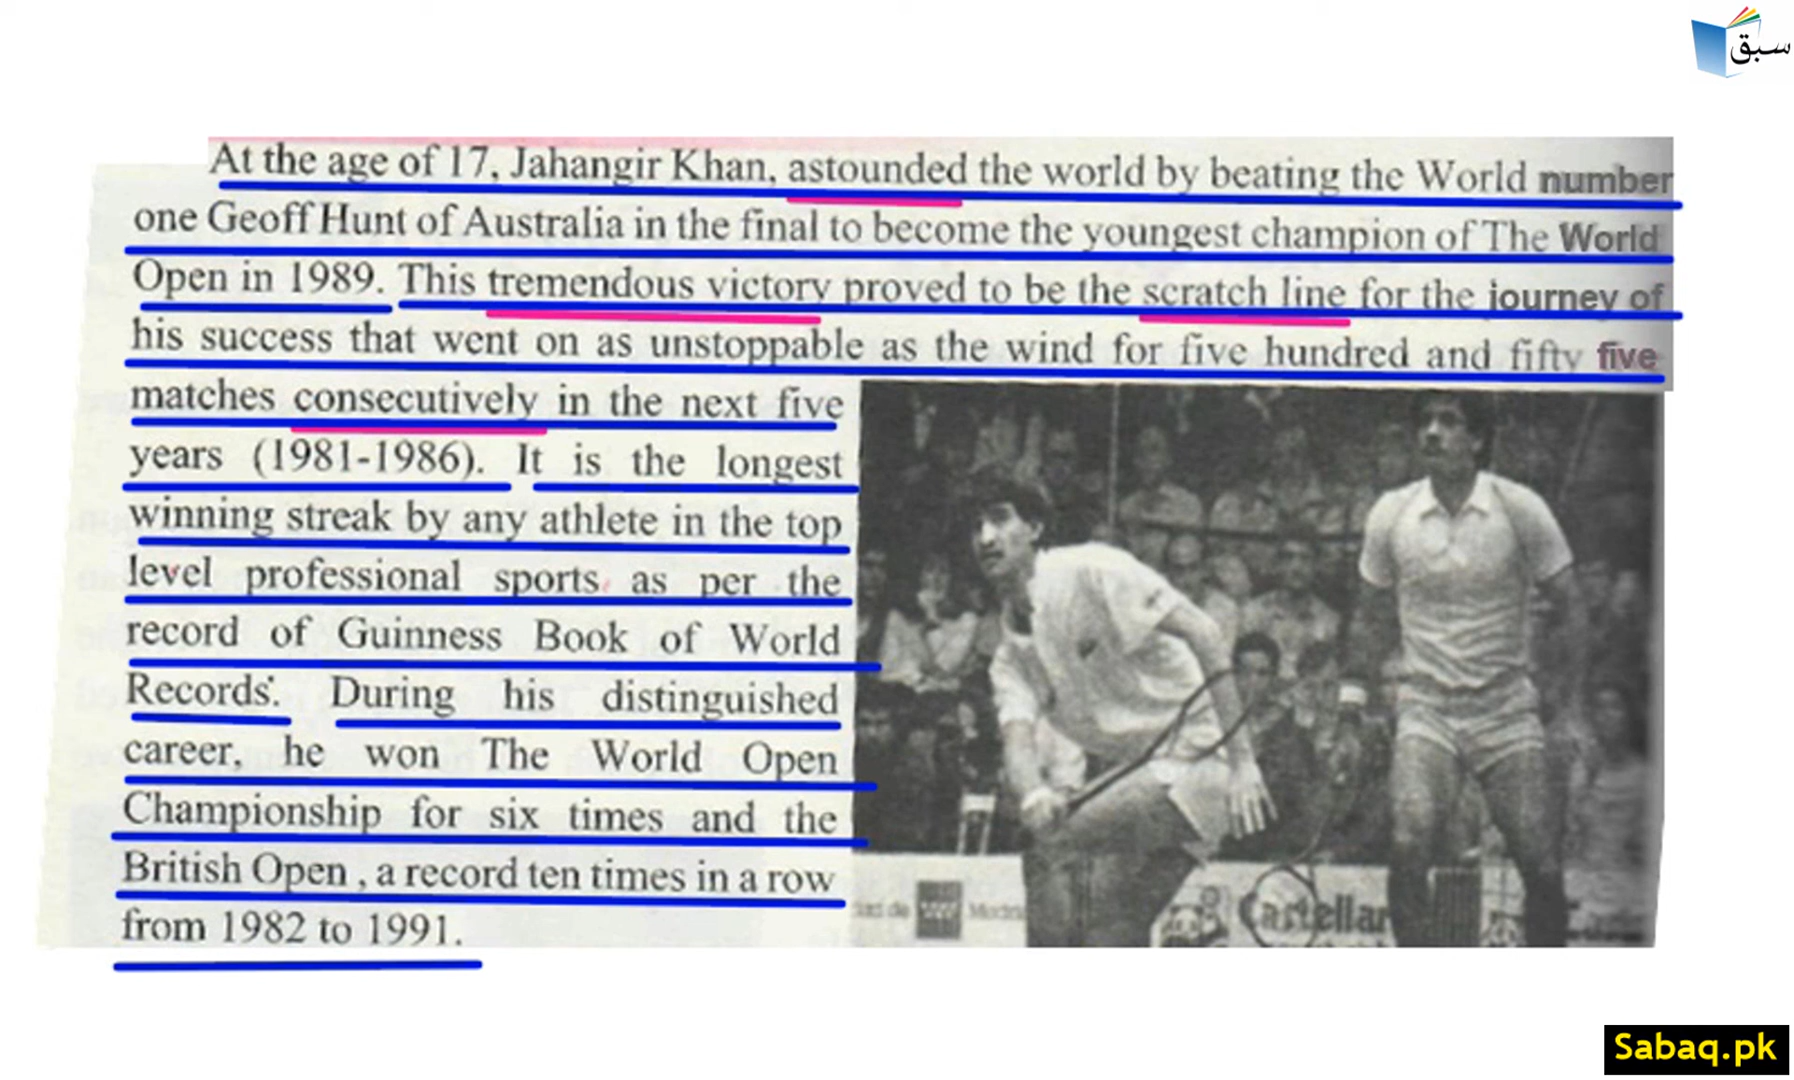 سبق
At the age of 17, Jahangir Khan, astounded the world by beating the World number
one Geoff Hunt of Australia in the final to become the youngest champion of The World
Open in 1989. This tremendous victory proved to be the scratch line for the journey of
his success that went on as unstoppable as the wind for five hundred and fifty five
matches consecutively in the next five
years (1981-1986). It is the longest
winning streak by any athlete in the top
level professional sports as per the
record of Guinness Book of World
Records'. During his distinguished
career, he won The World Open
Championship for six times and the
British Open , a record ten times in a row
from 1982 to 1991.
Castellar
Sabaq.pk